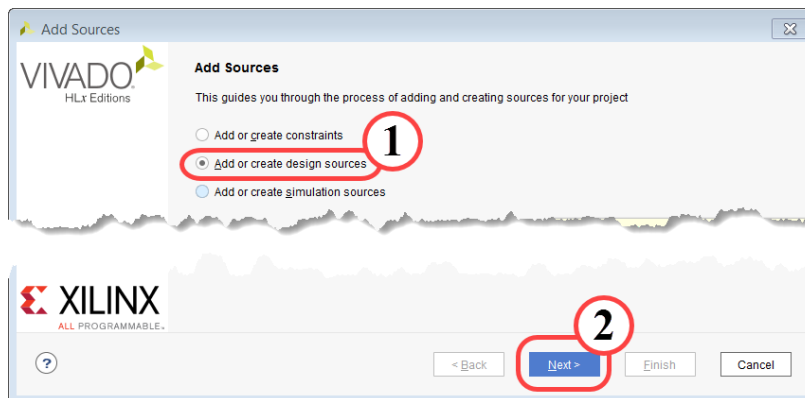 Add Sources
VIVADO.
HLx Editions
Add Sources
This guides you through the process of adding and creating sources for your project
Add or create constraints
1
Add or create design sources
Add or create simulation sources
XILINX
ALL PROGRAMMABLE.
2
?
< Back
Next >
Finish
Cancel